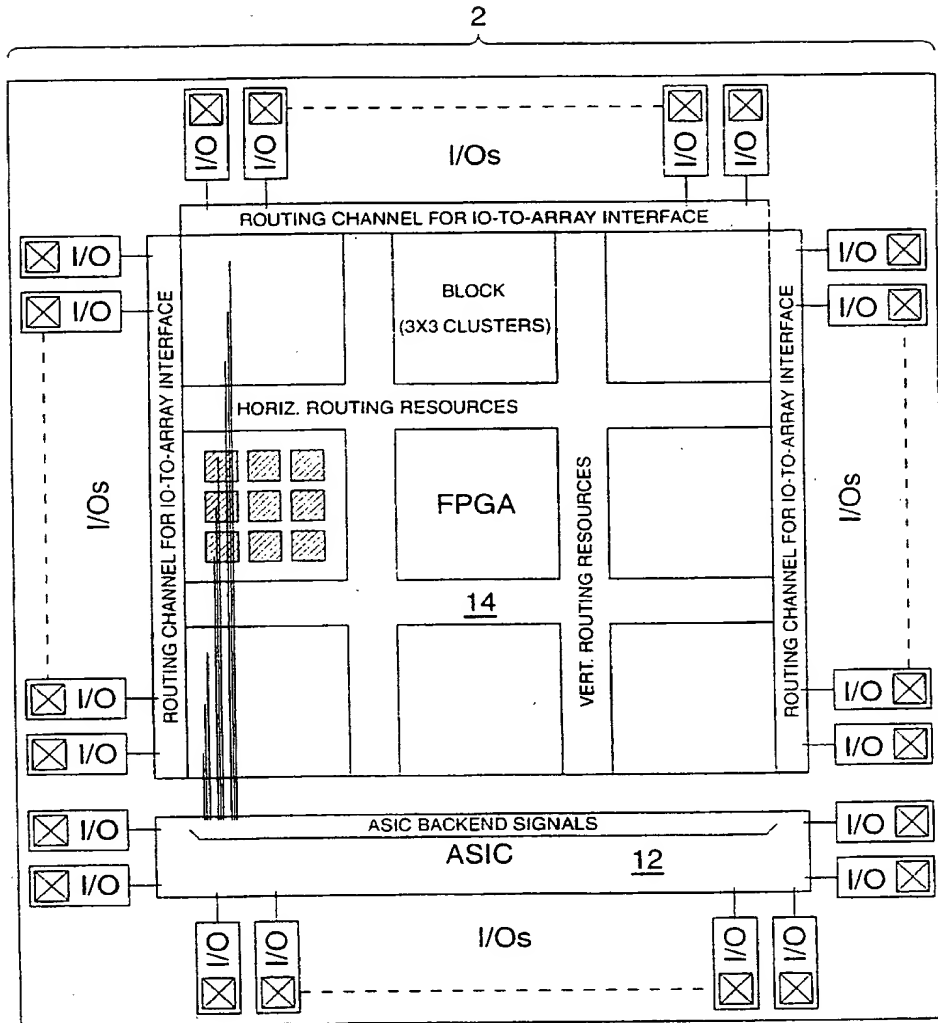 2
I/O I/O I/O I/O
I/Os
ROUTING CHANNEL FOR IO-TO-ARRAY INTERFACE
I/O
I/O
I/O
I/O
ROUTING CHANNEL FOR IO-TO-ARRAY INTERFACE
BLOCK
(3X3 CLUSTERS)
ROUTING CHANNEL FOR IO-TO-ARRAY INTERFACE
HORIZ. ROUTING RESOURCES
I/Os
FPGA
VERT. ROUTING RESOURCES
I/Os
14
I/O
I/O
I/O
I/O
I/O
ASIC BACKEND SIGNALS
I/O
ASIC
12
I/O
I/O
I/O I/O I/O I/O
I/Os